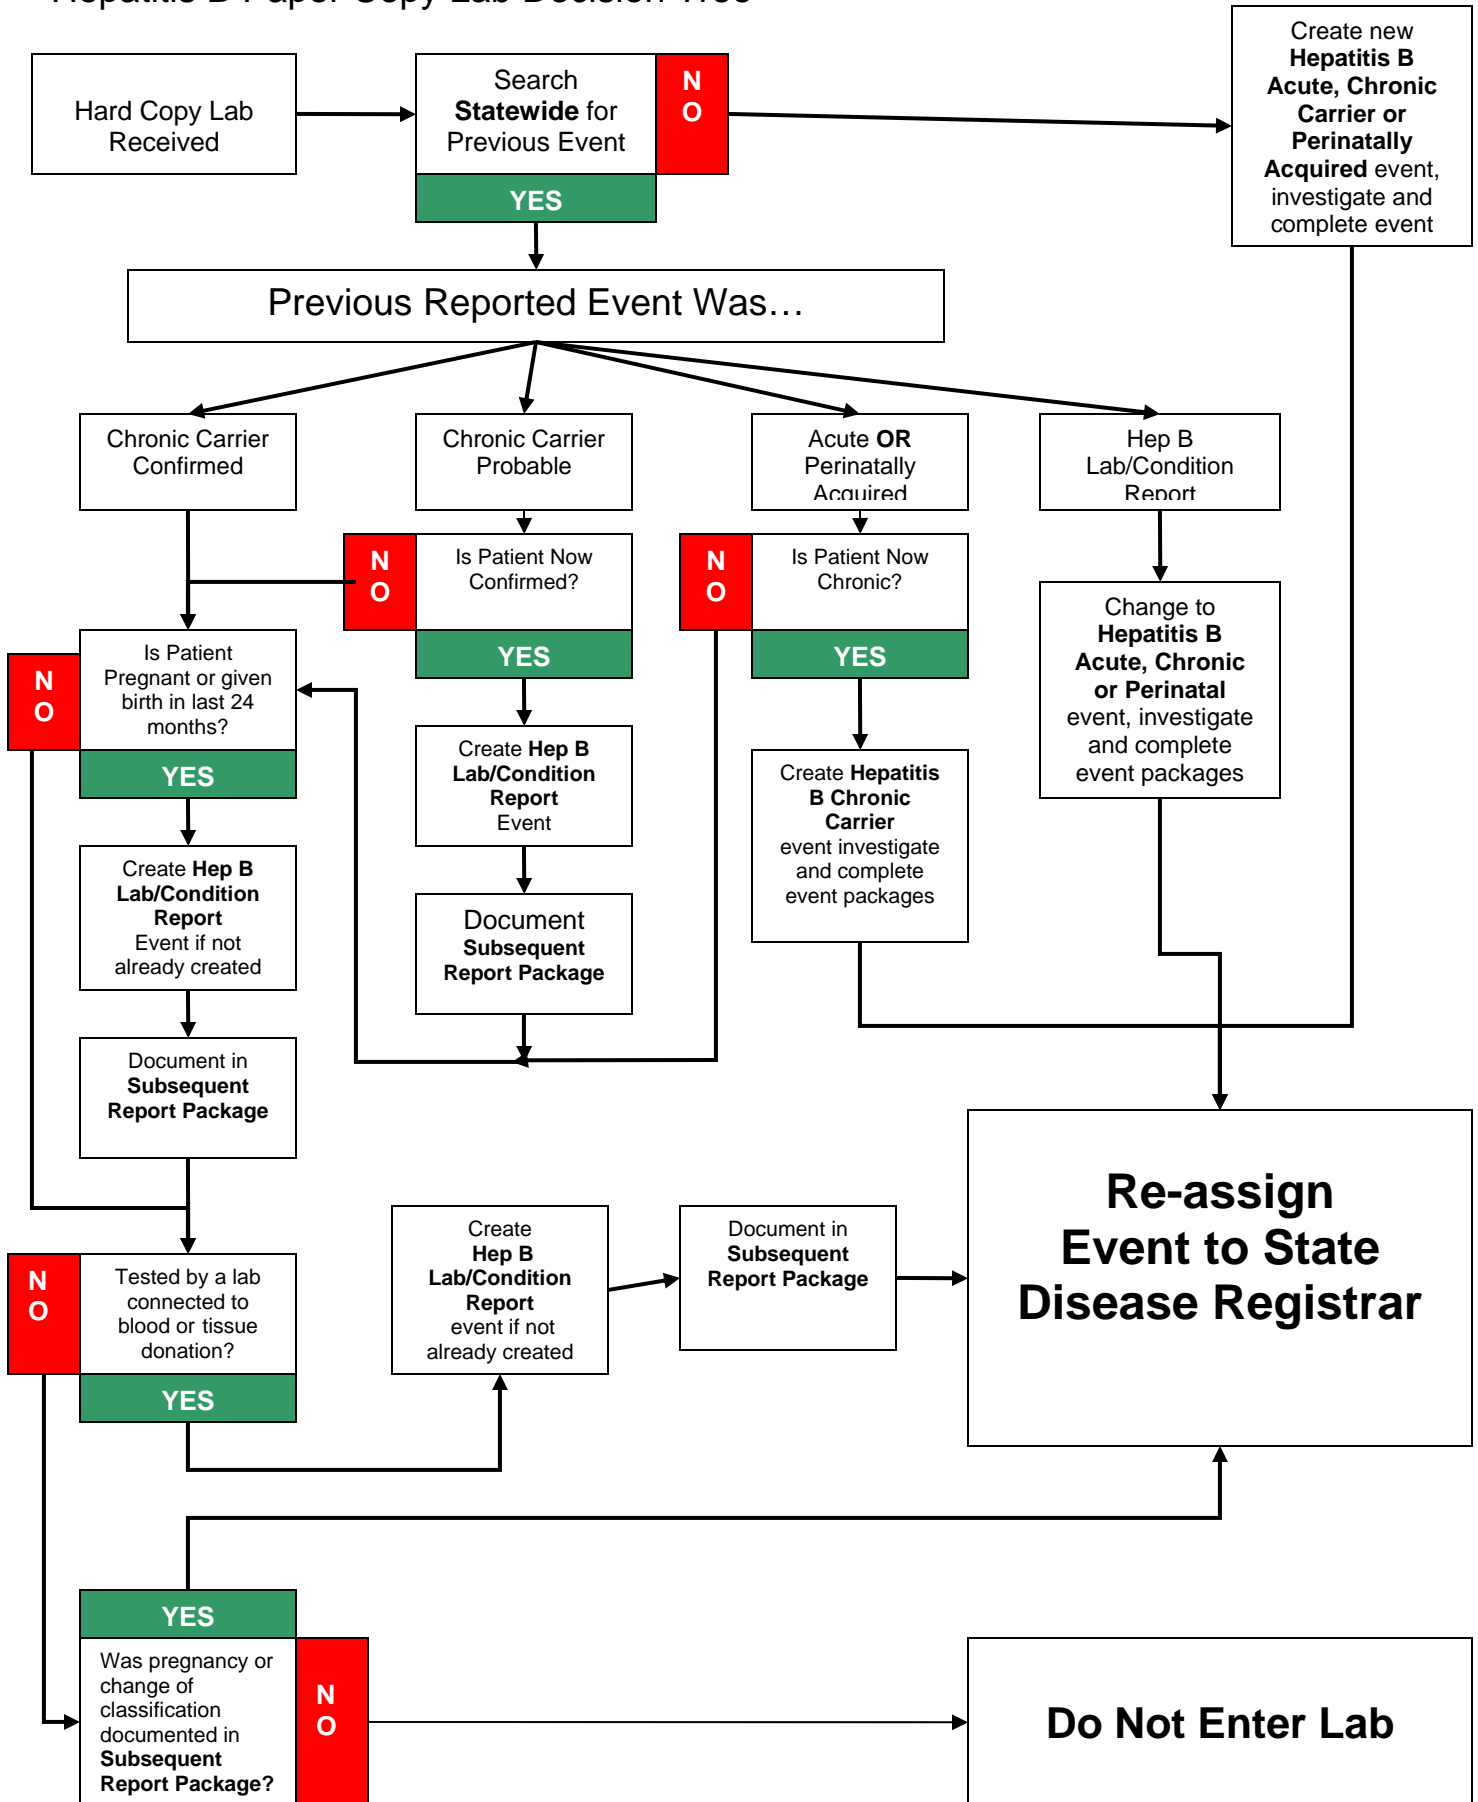 Hepatitis B Paper Copy Lab Decision Tree
Hard Copy Lab
Received
Search
Statewide for
Previous Event
N
O
YES
Create new
Hepatitis B
Acute, Chronic
Carrier or
Perinatally
Acquired event,
investigate and
complete event
Previous Reported Event Was…
Chronic Carrier
Confirmed
Chronic Carrier
Probable
Acute OR
Perinatally
Acquired
Hep B
Lab/Condition
Report
N
O
Is Patient Now
Confirmed?
YES
N
O
Is Patient Now
Chronic?
YES
Change to
Hepatitis B
Acute, Chronic
or Perinatal
event, investigate
and complete
event packages
N
O
Is Patient
Pregnant or given
birth in last 24
months?
YES
Create Hep B
Lab/Condition
Report
Event
Create Hepatitis
B Chronic
Carrier
event investigate
and complete
event packages
Create Hep B
Lab/Condition
Report
Event if not
already created
Document
Subsequent
Report Package
Document in
Subsequent
Report Package
Re-assign
Event to State
Disease Registrar
Create
Hep B
Lab/Condition
Report
event if not
already created
Document in
Subsequent
Report Package
N
O
Tested by a lab
connected to
blood or tissue
donation?
YES
YES
Was pregnancy or
change of
classification
documented in
Subsequent
Report Package?
N
O
Do Not Enter Lab